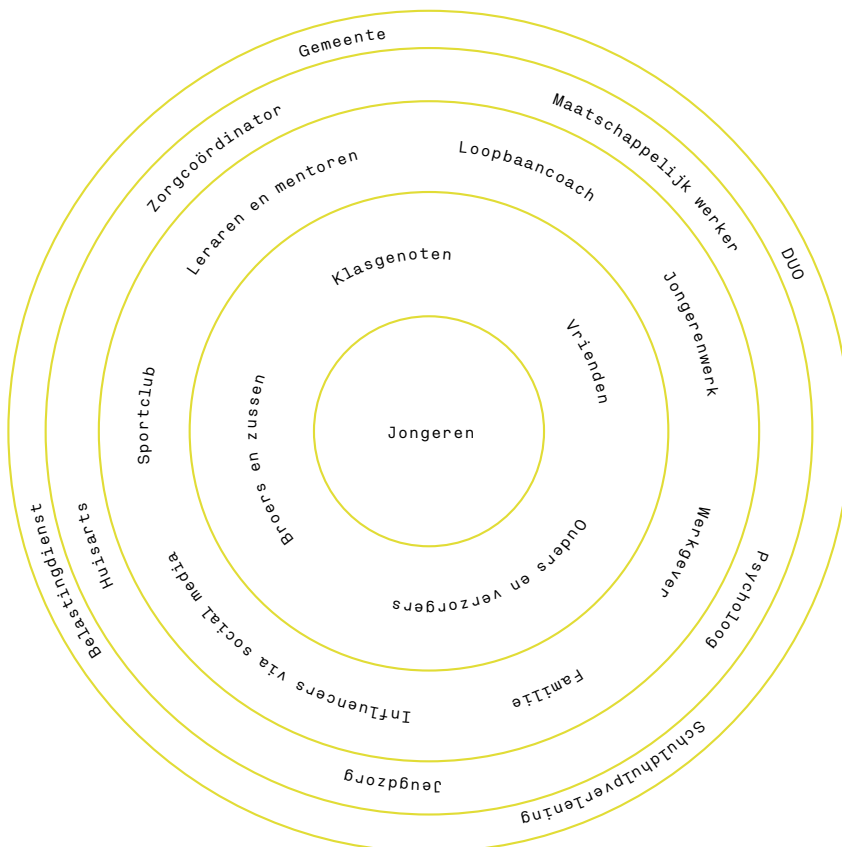 Gemeente
DUO
Schuldhulpverlening
Belastingdienst
Zorgcoördinator
Maatschappelijk werker
Psycholoog
Jeugdzorg
Huisarts
Leraren en mentoren
Loopbaancoach
Jongerenwerk
Werkgever
Familie
Influencers via social media
Sportclub
Klasgenoten
Vrienden
Ouders en verzorgers
Broers en zussen
Jongeren